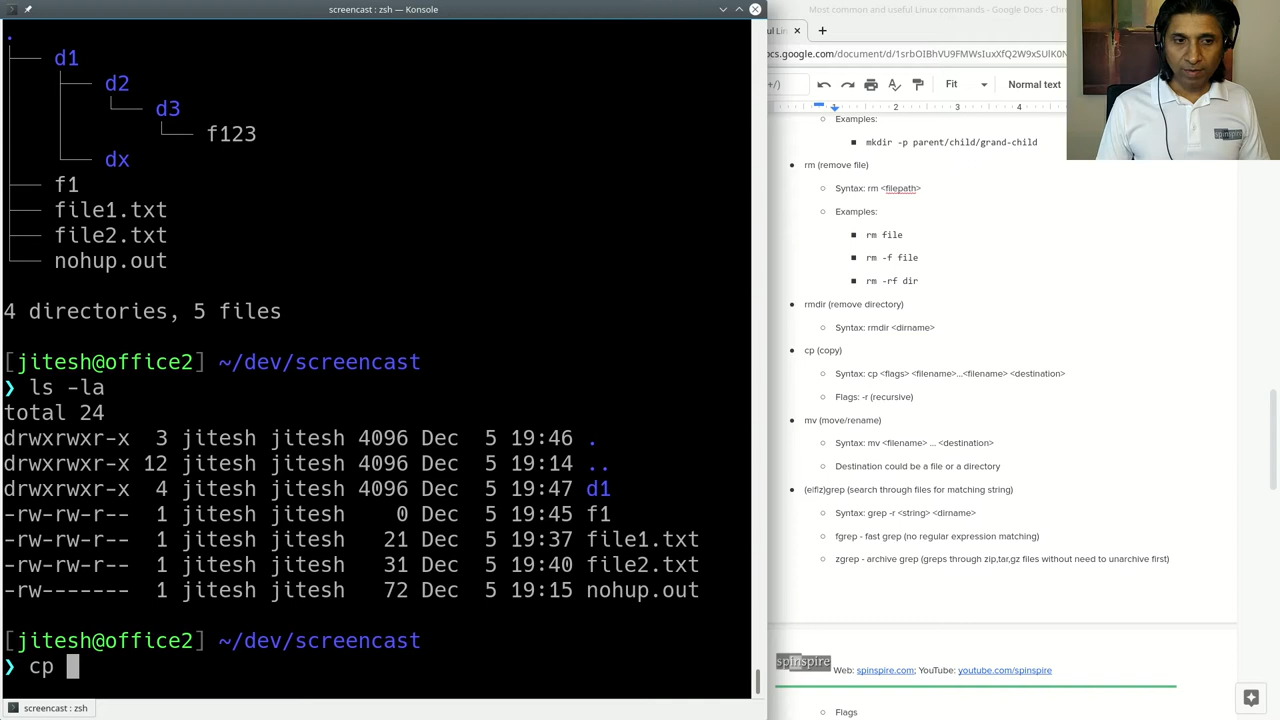 screencast : zsh — Konsole
.
d1
d2
d3
f123
dx
f1
file1.txt
file2.txt
nohup.out
4 directories, 5 files
[jitesh@office2] ~/dev/screencast
❯ ls -la
total 24
drwxrwxr-x 3 jitesh jitesh 4096 Dec 5 19:46 .
drwxrwxr-x 12 jitesh jitesh 4096 Dec 5 19:14 ..
drwxrwxr-x 4 jitesh jitesh 4096 Dec 5 19:47 d1
-rw-rw-r-- 1 jitesh jitesh 0 Dec 5 19:45 f1
-rw-rw-r-- 1 jitesh jitesh 21 Dec 5 19:37 file1.txt
-rw-rw-r-- 1 jitesh jitesh 31 Dec 5 19:40 file2.txt
-rw------- 1 jitesh jitesh 72 Dec 5 19:15 nohup.out
[jitesh@office2] ~/dev/screencast
❯ cp
screencast : zsh
Most common and useful Linux commands - Google Docs - Chr
ul Lin
Fit
Normal text
1 2 3 4
○ Examples:
■ mkdir -p parent/child/grand-child
● rm (remove file)
○ Syntax: rm <filepath>
○ Examples:
■ rm file
■ rm -f file
■ rm -rf dir
● rmdir (remove directory)
○ Syntax: rmdir <dirname>
● cp (copy)
○ Syntax: cp <flags> <filename>...<filename> <destination>
○ Flags: -r (recursive)
● mv (move/rename)
○ Syntax: mv <filename> ... <destination>
○ Destination could be a file or a directory
● (e|f|z)grep (search through files for matching string)
○ Syntax: grep -r <string> <dirname>
○ fgrep - fast grep (no regular expression matching)
○ zgrep - archive grep (greps through zip,tar,gz files without need to unarchive first)
spinspire Web: spinspire.com; YouTube: youtube.com/spinspire
○ Flags
spinspire